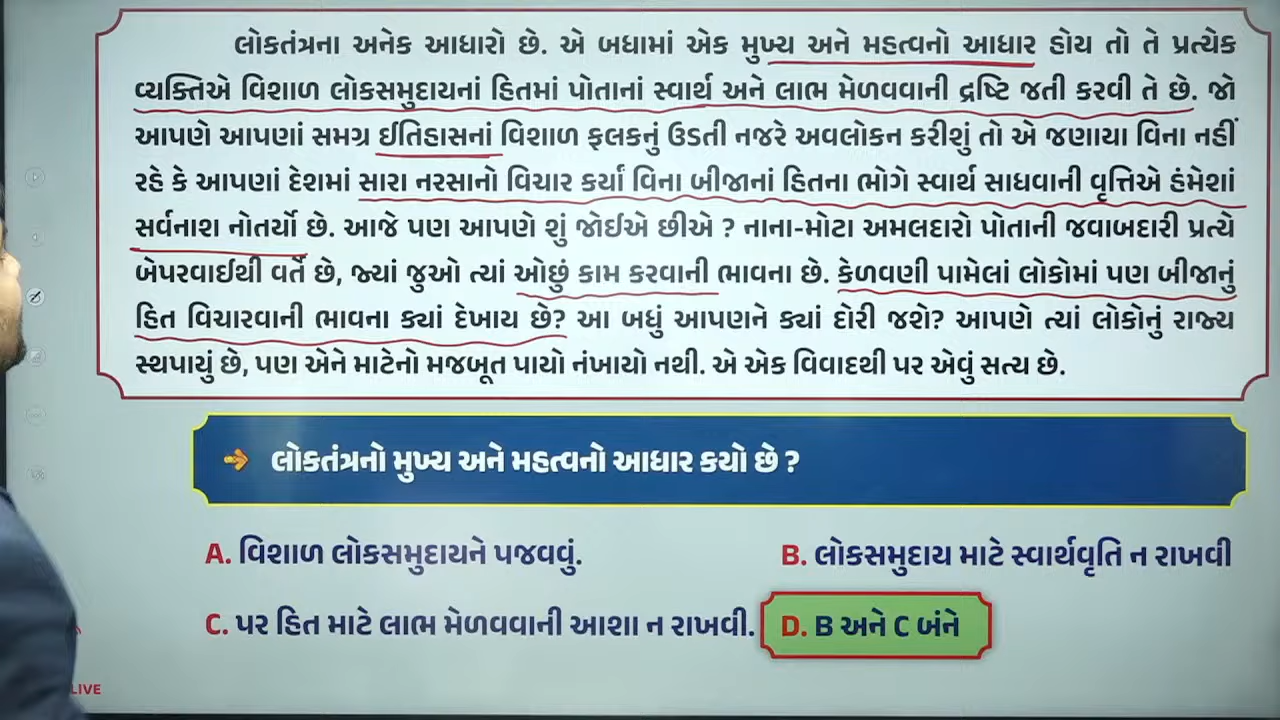 લોકતંત્રના અનેક આધારો છે. એ બધામાં એક મુખ્ય અને મહત્વનો આધાર હોય તો તે પ્રત્યેક
વ્યક્તિએ વિશાળ લોકસમુદાયનાં હિતમાં પોતાનાં સ્વાર્થ અને લાભ મેળવવાની દ્રષ્ટિ જતી કરવી તે છે. જો
આપણે આપણાં સમગ્ર ઈતિહાસનાં વિશાળ ફલકનું ઉડતી નજરે અવલોકન કરીશું તો એ જણાયા વિના નહીં
રહે કે આપણાં દેશમાં સારા નરસાનો વિચાર કર્યાં વિના બીજાનાં હિતના ભોગે સ્વાર્થ સાધવાની વૃત્તિએ હંમેશાં
સર્વનાશ નોતર્યો છે. આજે પણ આપણે શું જોઈએ છીએ ? નાના-મોટા અમલદારો પોતાની જવાબદારી પ્રત્યે
બેપરવાઈથી વર્તે છે, જ્યાં જુઓ ત્યાં ઓછું કામ કરવાની ભાવના છે. કેળવણી પામેલાં લોકોમાં પણ બીજાનું
હિત વિચારવાની ભાવના ક્યાં દેખાય છે? આ બધું આપણને ક્યાં દોરી જશે? આપણે ત્યાં લોકોનું રાજ્ય
સ્થપાયું છે, પણ એને માટેનો મજબૂત પાયો નંખાયો નથી. એ એક વિવાદથી પર એવું સત્ય છે.
લોકતંત્રનો મુખ્ય અને મહત્વનો આધાર કયો છે ?
A. વિશાળ લોકસમુદાયને પજવવું.
B. લોકસમુદાય માટે સ્વાર્થવૃતિ ન રાખવી
C. પર હિત માટે લાભ મેળવવાની આશા ન રાખવી.
D. B અને C બંને
LIVE